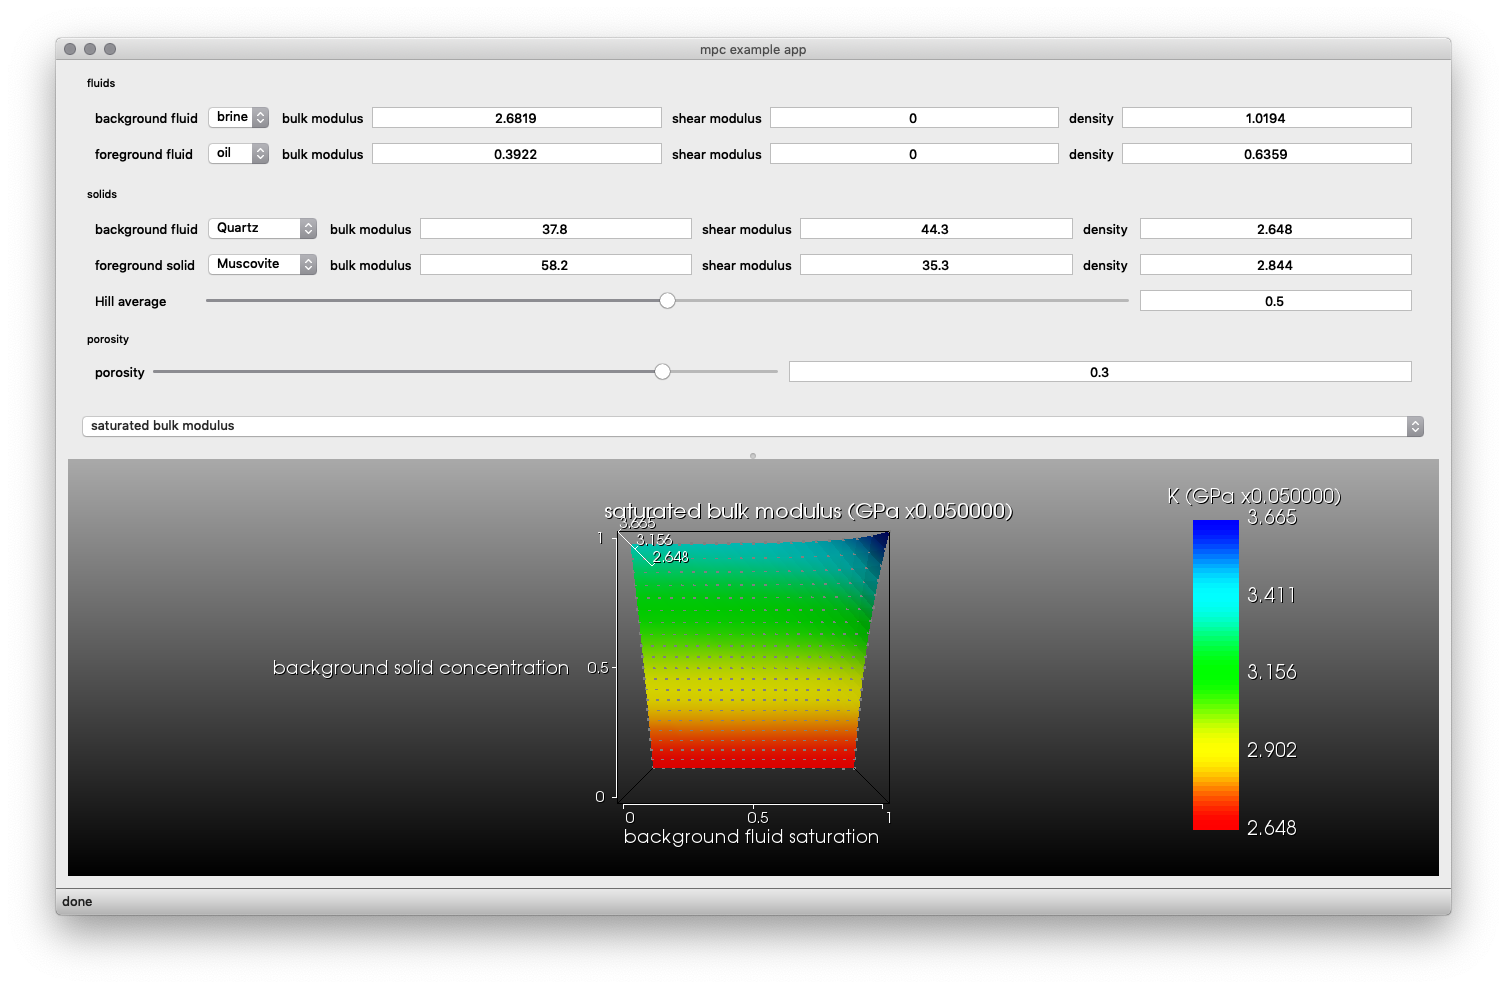 mpc example app
fluids
background fluid brine bulk modulus 2.6819 shear modulus 0 density 1.0194
foreground fluid oil bulk modulus 0.3922 shear modulus 0 density 0.6359
solids
background fluid Quartz bulk modulus 37.8 shear modulus 44.3 density 2.648
foreground solid Muscovite bulk modulus 58.2 shear modulus 35.3 density 2.844
Hill average 0.5
porosity
porosity 0.3
saturated bulk modulus
K (GPa x0.050000)
saturated bulk modulus (GPa x0.050000)
3.665
3.665
1
3.156
2.648
3.411
background solid concentration
0.5
3.156
2.902
0
2.648
0 0.5 1
background fluid saturation
done